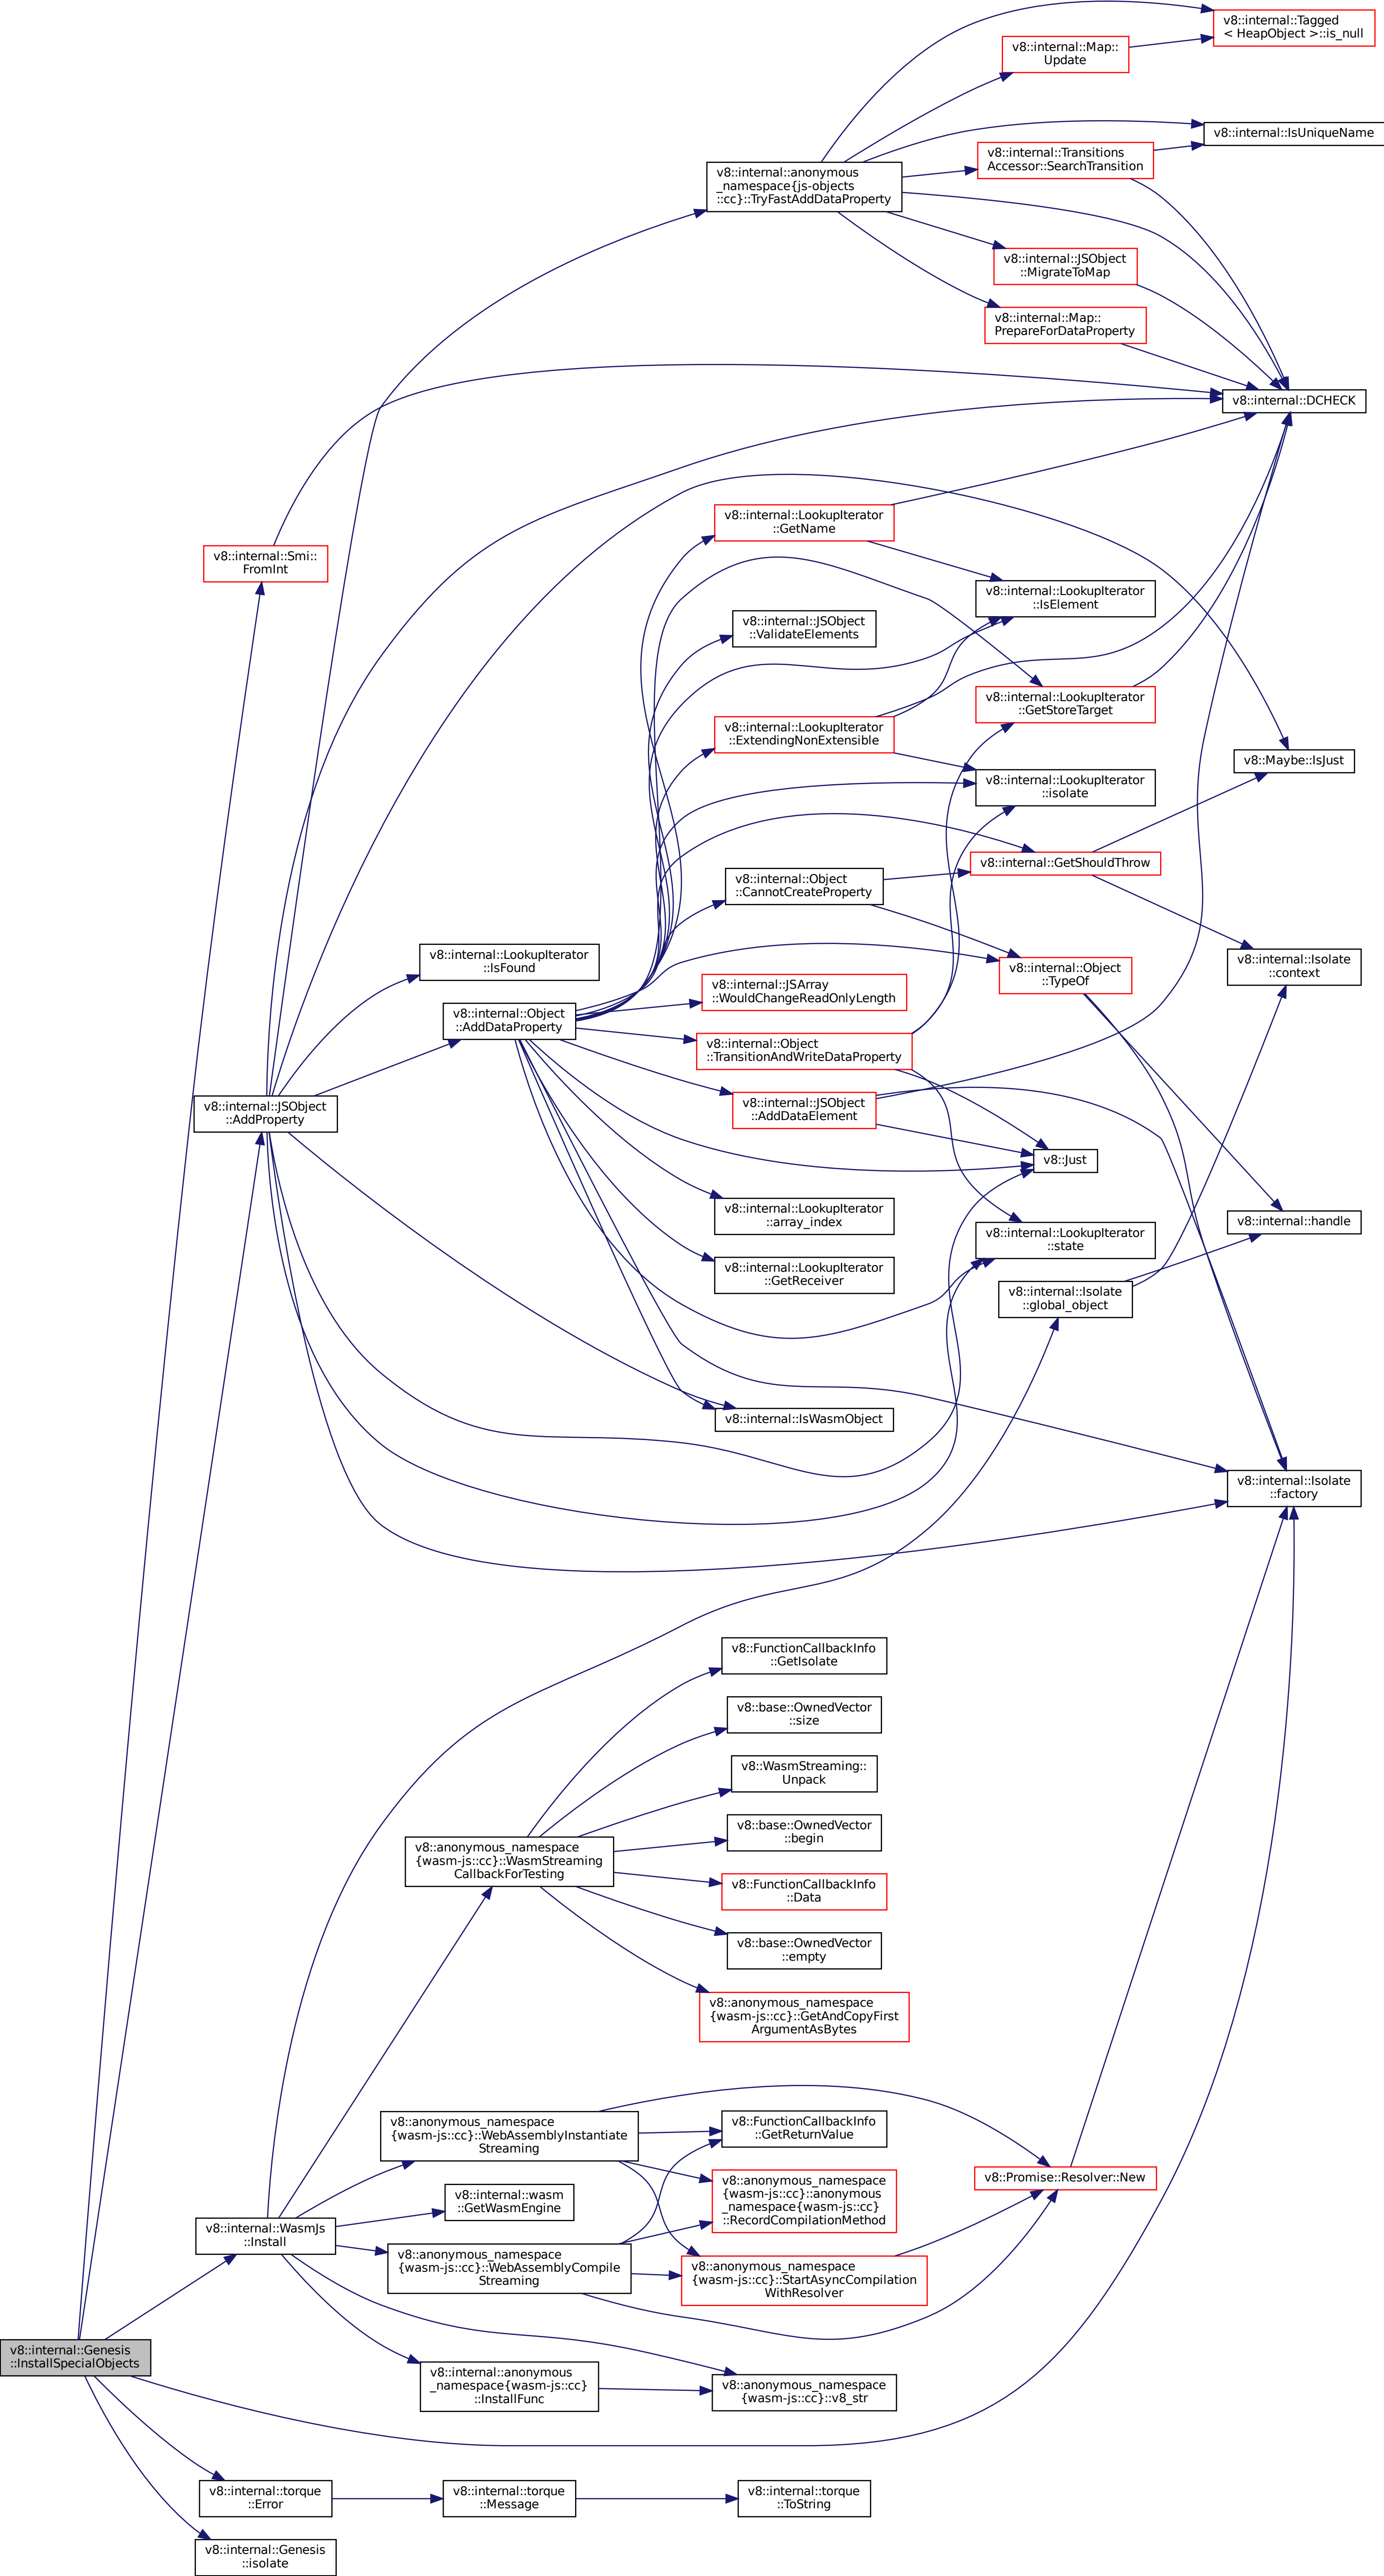 v8::internal::Tagged
< HeapObject >::is_null
v8::internal::Map::
Update
v8::internal::IsUniqueName
v8::internal::Transitions
Accessor::SearchTransition
v8::internal::anonymous
_namespace{js-objects
::cc}::TryFastAddDataProperty
v8::internal::JSObject
::MigrateToMap
v8::internal::Map::
PrepareForDataProperty
v8::internal::DCHECK
v8::internal::LookupIterator
::GetName
v8::internal::Smi::
FromInt
v8::internal::LookupIterator
::IsElement
v8::internal::JSObject
::ValidateElements
v8::internal::LookupIterator
::GetStoreTarget
v8::internal::LookupIterator
::ExtendingNonExtensible
v8::Maybe::IsJust
v8::internal::LookupIterator
::isolate
v8::internal::GetShouldThrow
v8::internal::Object
::CannotCreateProperty
v8::internal::LookupIterator
::IsFound
v8::internal::Isolate
::context
v8::internal::Object
::TypeOf
v8::internal::JSArray
::WouldChangeReadOnlyLength
v8::internal::Object
::AddDataProperty
v8::internal::Object
::TransitionAndWriteDataProperty
v8::internal::JSObject
::AddProperty
v8::internal::JSObject
::AddDataElement
v8::Just
v8::internal::LookupIterator
::array_index
v8::internal::handle
v8::internal::LookupIterator
::state
v8::internal::LookupIterator
::GetReceiver
v8::internal::Isolate
::global_object
v8::internal::IsWasmObject
v8::internal::Isolate
::factory
v8::FunctionCallbackInfo
::GetIsolate
v8::base::OwnedVector
::size
v8::WasmStreaming::
Unpack
v8::base::OwnedVector
::begin
v8::anonymous_namespace
{wasm-js::cc}::WasmStreaming
CallbackForTesting
v8::FunctionCallbackInfo
::Data
v8::base::OwnedVector
::empty
v8::anonymous_namespace
{wasm-js::cc}::GetAndCopyFirst
ArgumentAsBytes
v8::anonymous_namespace
{wasm-js::cc}::WebAssemblyInstantiate
Streaming
v8::FunctionCallbackInfo
::GetReturnValue
v8::Promise::Resolver::New
v8::internal::wasm
::GetWasmEngine
v8::anonymous_namespace
{wasm-js::cc}::anonymous
_namespace{wasm-js::cc}
::RecordCompilationMethod
v8::internal::WasmJs
::Install
v8::anonymous_namespace
{wasm-js::cc}::WebAssemblyCompile
Streaming
v8::anonymous_namespace
{wasm-js::cc}::StartAsyncCompilation
WithResolver
v8::internal::Genesis
::InstallSpecialObjects
v8::internal::anonymous
_namespace{wasm-js::cc}
::InstallFunc
v8::anonymous_namespace
{wasm-js::cc}::v8_str
v8::internal::torque
::Error
v8::internal::torque
::Message
v8::internal::torque
::ToString
v8::internal::Genesis
::isolate